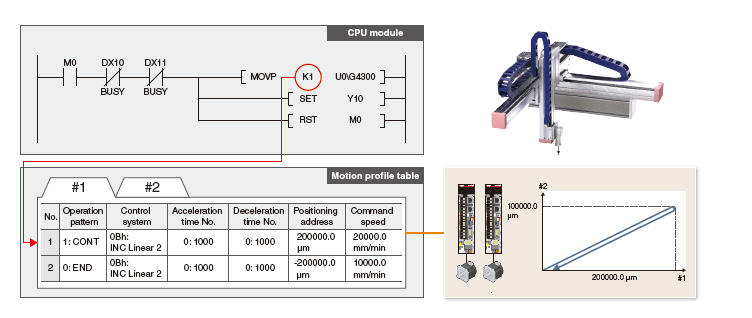 CPU module
M0 DX10 DX11
BUSY BUSY
MOVP K1 U0\G4300
SET Y10
RST M0
Motion profile table
#1 #2
No. Operation pattern Control system Acceleration time No. Deceleration time No. Positioning address Command speed
1 1: CONT 0Bh: INC Linear 2 0: 1000 0: 1000 200000.0 µm 20000.0 mm/min
2 0: END 0Bh: INC Linear 2 0: 1000 0: 1000 -200000.0 µm 10000.0 mm/min
#2
100000.0
µm
200000.0 µm #1